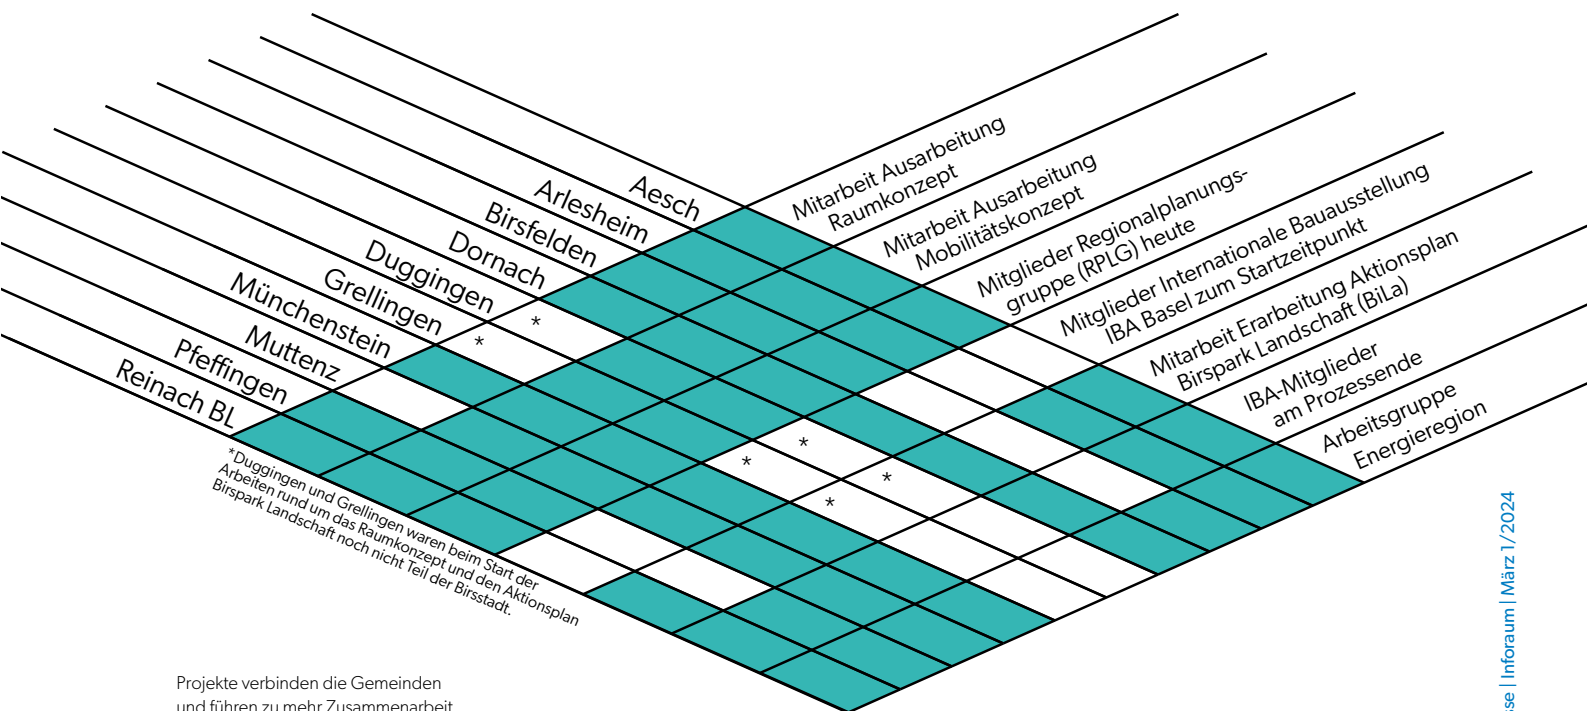 Aesch
Arlesheim
Birsfelden
Dornach
Duggingen
Grellingen
Münchenstein
Muttenz
Pfeffingen
Reinach BL
Mitarbeit Ausarbeitung
Raumkonzept
Mitarbeit Ausarbeitung
Mobilitätskonzept
Mitglieder Regionalplanungs-
gruppe (RPLG) heute
Mitglieder Internationale Bauausstellung
IBA Basel zum Startzeitpunkt
Mitarbeit Erarbeitung Aktionsplan
Birspark Landschaft (BiLa)
IBA-Mitglieder
am Prozessende
Arbeitsgruppe
Energieregion
*
*
*
*
*
*
*Duggingen und Grellingen waren beim Start der
Arbeiten rund um das Raumkonzept und den Aktionsplan
Birspark Landschaft noch nicht Teil der Birsstadt.
Projekte verbinden die Gemeinden
und führen zu mehr Zusammenarbeit
| Inforaum | März 1/2024